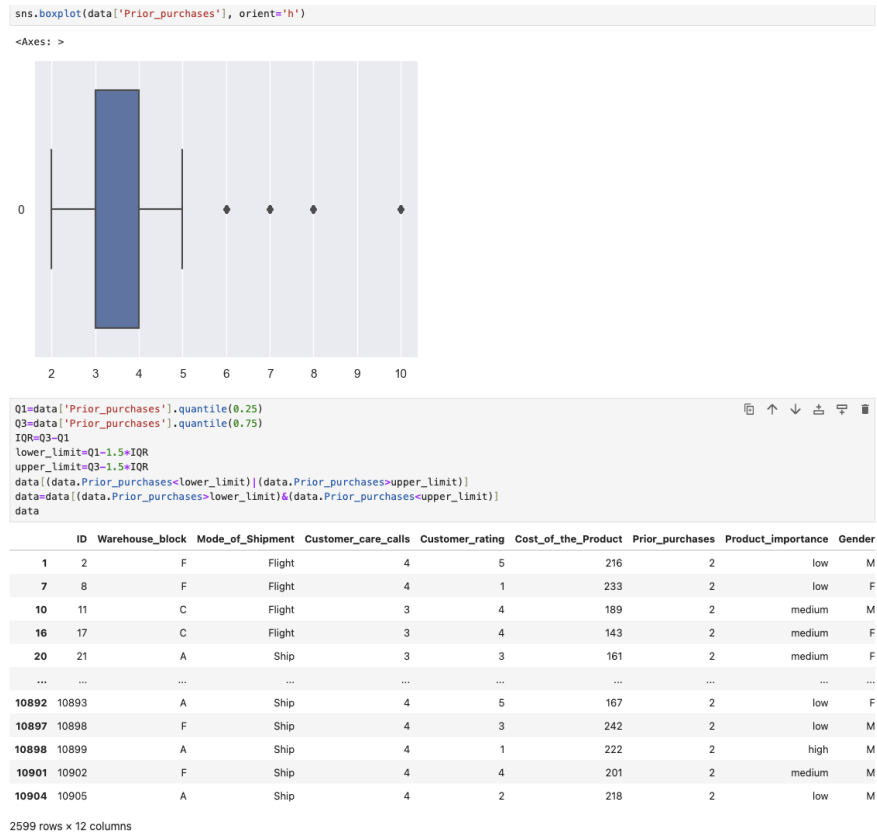 sns.boxplot(data['Prior_purchases'], orient='h')
<Axes: >
0
2 3 4 5 6 7 8 9 10
Q1=data['Prior_purchases'].quantile(0.25)
Q3=data['Prior_purchases'].quantile(0.75)
IQR=Q3-Q1
lower_limit=Q1-1.5*IQR
upper_limit=Q3-1.5*IQR
data[(data.Prior_purchases<lower_limit)|(data.Prior_purchases>upper_limit)]
data=data[(data.Prior_purchases>lower_limit)&(data.Prior_purchases<upper_limit)]
data
ID Warehouse_block Mode_of_Shipment Customer_care_calls Customer_rating Cost_of_the_Product Prior_purchases Product_importance Gender
1 2 F Flight 4 5 216 2 low M
7 8 F Flight 4 1 233 2 low F
10 11 C Flight 3 4 189 2 medium M
16 17 C Flight 3 4 143 2 medium F
20 21 A Ship 3 3 161 2 medium F
... ... ... ... ... ... ... ... ... ...
10892 10893 A Ship 4 5 167 2 low F
10897 10898 F Ship 4 3 242 2 low M
10898 10899 A Ship 4 1 222 2 high M
10901 10902 F Ship 4 4 201 2 medium M
10904 10905 A Ship 4 2 218 2 low M
2599 rows × 12 columns